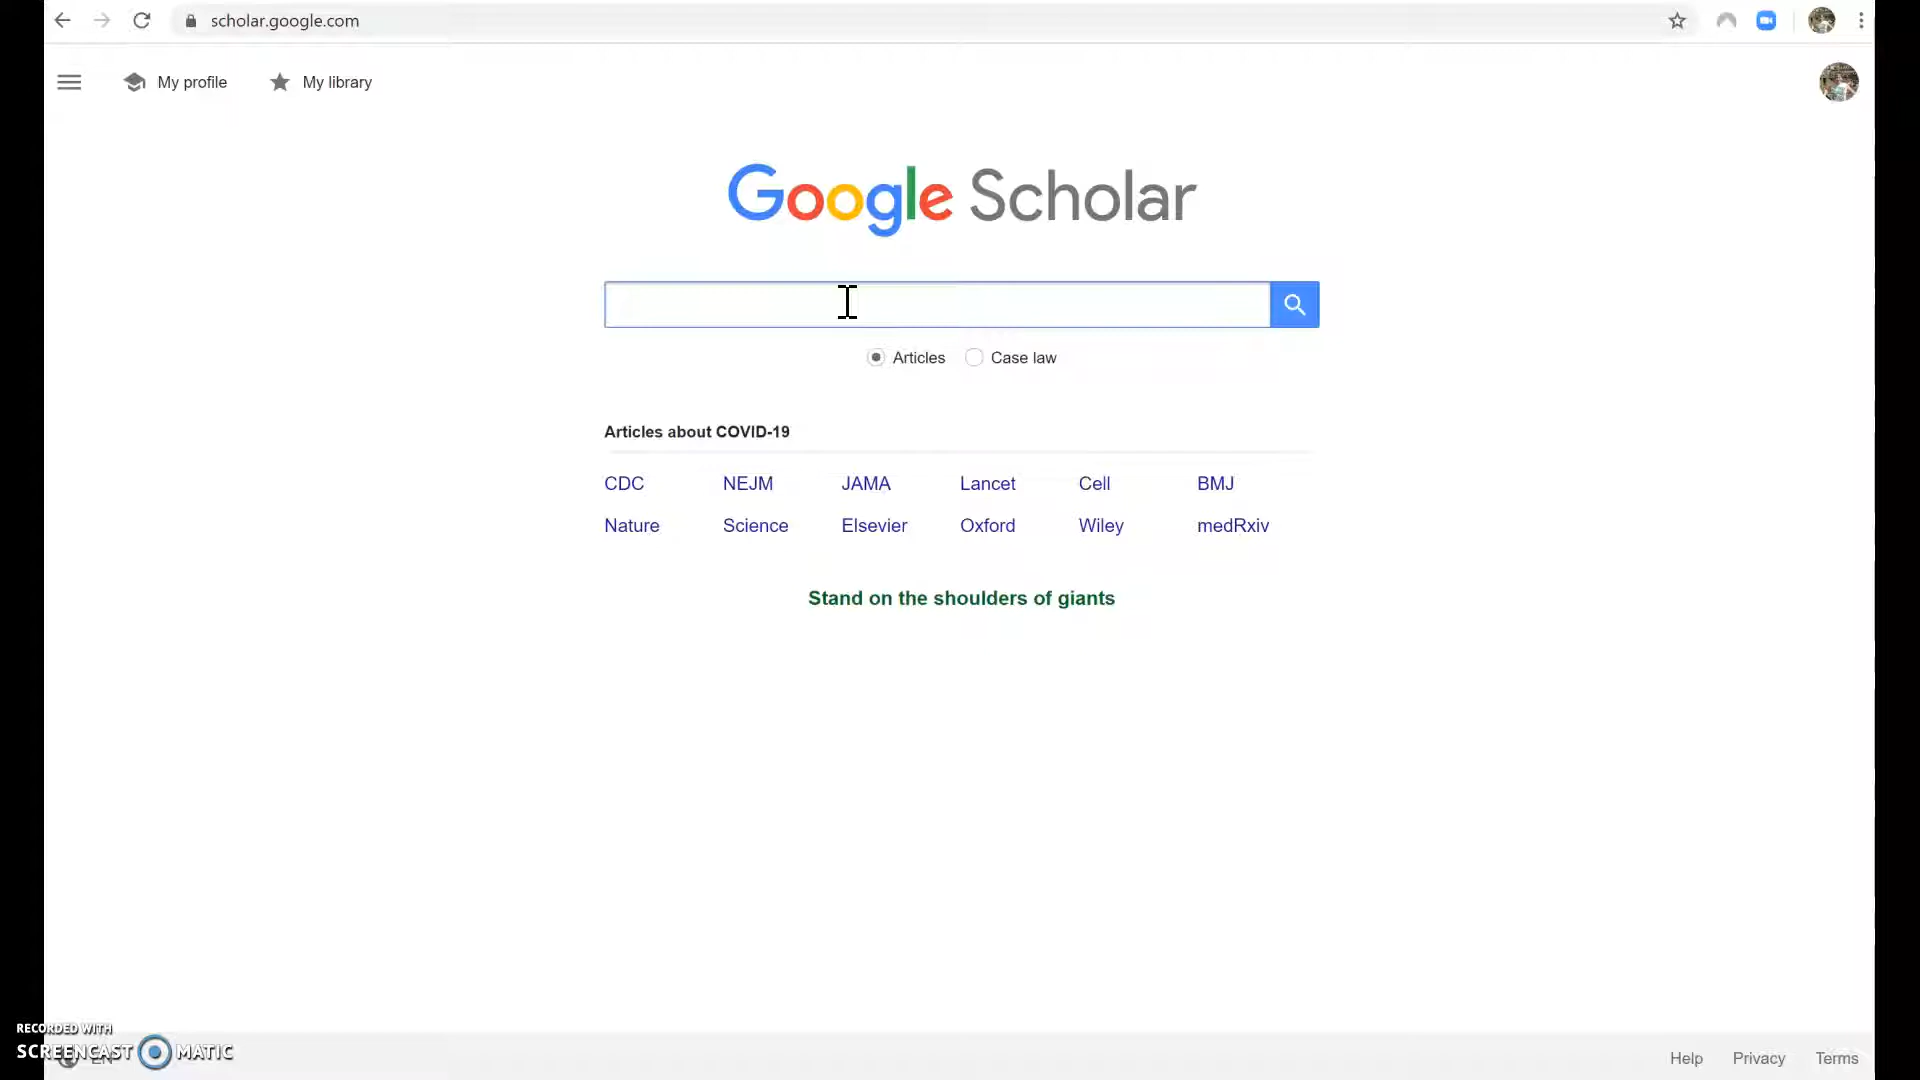 scholar.google.com
My profile
My library
Google Scholar
Articles
Case law
Articles about COVID-19
CDC NEJM JAMA Lancet Cell BMJ
Nature Science Elsevier Oxford Wiley medRxiv
Stand on the shoulders of giants
RECORDED WITH
SCREENCAST MATIC
EN
Help Privacy Terms